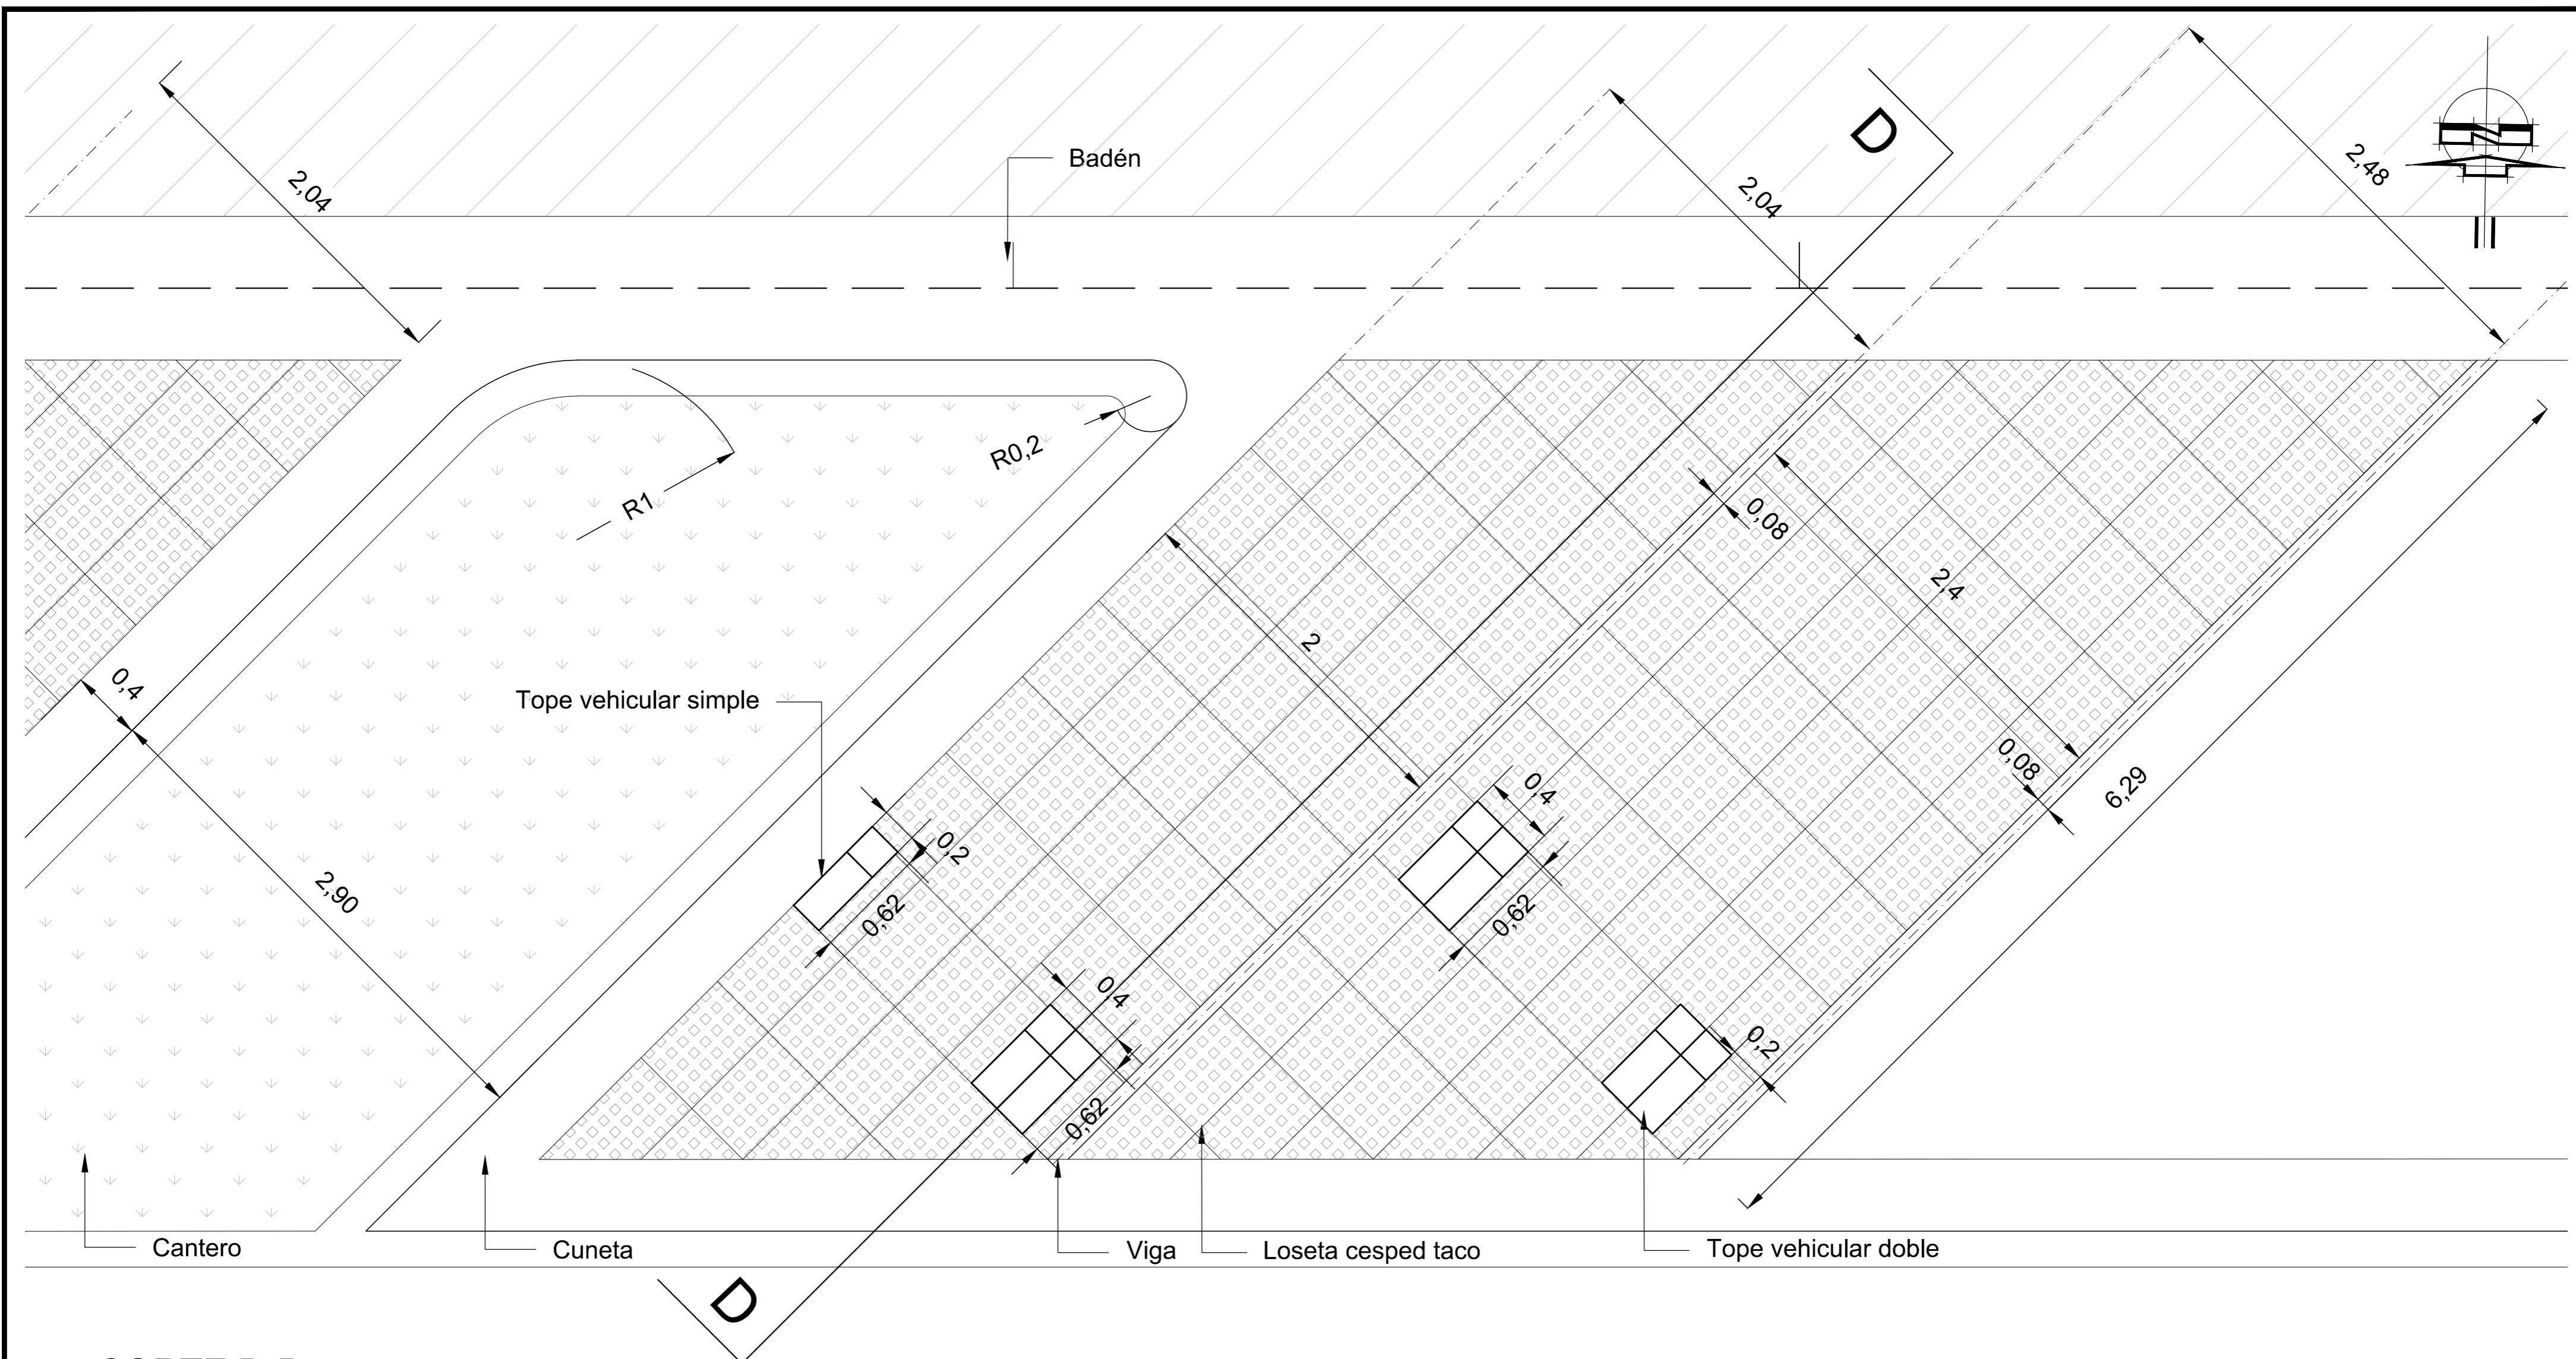 2,04
Badén
D
2,04
2,48
N
R0,2
R1
0,08
2,4
2
0,4
Tope vehicular simple
0,08
6,29
0,4
0,2
0,62
0,62
2,90
0,4
0,2
0,62
Cantero
Cuneta
Viga
Loseta cesped taco
Tope vehicular doble
D